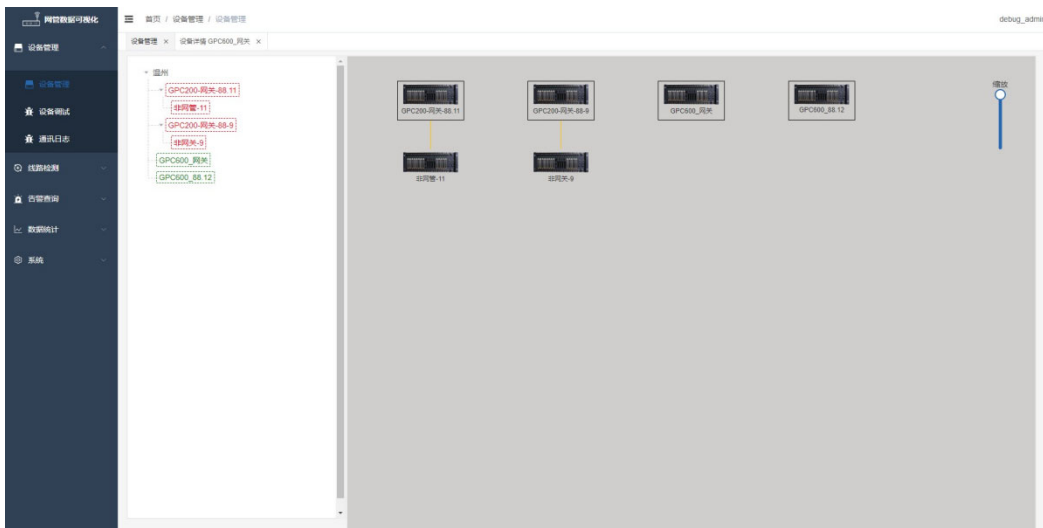 网管数据可视化
首页 / 设备管理 / 设备管理
debug_admin
设备管理
设备管理 × 设备详情 GPC600_网关 ×
设备管理
设备调试
通讯日志
线路检测
告警查询
数据统计
系统
温州
GPC200-网关-88.11
非网管-11
GPC200-网关-88-9
非网关-9
GPC600_网关
GPC600_88.12
GPC200-网关-88.11
GPC200-网关-88-9
GPC600_网关
GPC600_88.12
缩放
非网管-11
非网关-9